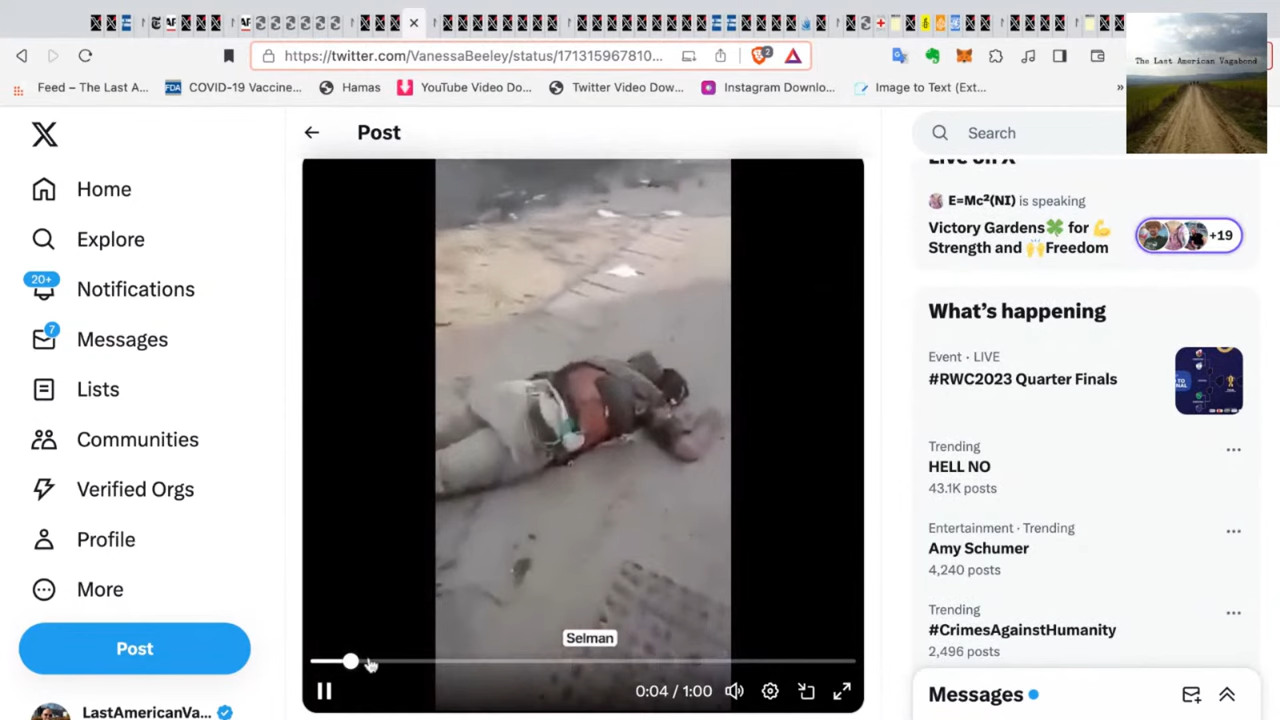 https://twitter.com/VanessaBeeley/status/171315967810...
2
Feed – The Last A...
COVID-19 Vaccine...
Hamas
YouTube Video Do...
Twitter Video Dow...
Instagram Downlo...
Image to Text (Ext...
»
The Last American Vagabond
Home
Explore
20+
Notifications
7
Messages
Lists
Communities
Verified Orgs
Profile
More
Post
LastAmericanVa...
Post
Selman
0:04 / 1:00
Search
Live on X
E=Mc²(NI) is speaking
Victory Gardens🍀 for 💪
Strength and 🙌Freedom
+19
What’s happening
Event · LIVE
#RWC2023 Quarter Finals
Trending
HELL NO
43.1K posts
Entertainment · Trending
Amy Schumer
4,240 posts
Trending
#CrimesAgainstHumanity
2,496 posts
Messages